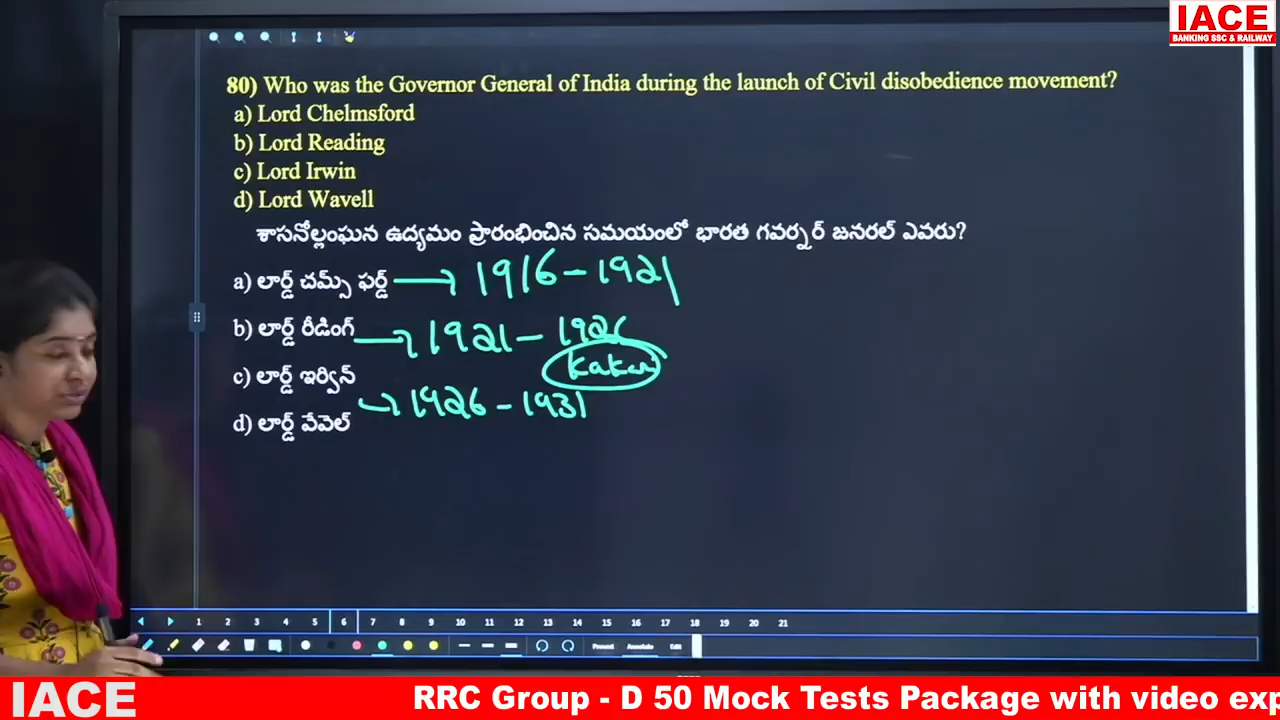 IACE
BANKING SSC & RAILWAY
80) Who was the Governor General of India during the launch of Civil disobedience movement?
a) Lord Chelmsford
b) Lord Reading
c) Lord Irwin
d) Lord Wavell
శాసనోల్లంఘన ఉద్యమం ప్రారంభించిన సమయంలో భారత గవర్నర్ జనరల్ ఎవరు?
a) లార్డ్ చమ్స్ ఫర్డ్ → 1916 - 1921
b) లార్డ్ రీడింగ్ → 1921 - 1926
Kakori
c) లార్డ్ ఇర్విన్ → 1926 - 1931
d) లార్డ్ వేవెల్
1 2 3 4 5 6 7 8 9 10 11 12 13 14 15 16 17 18 19 20 21
Present Annotate Edit
IACE RRC Group - D 50 Mock Tests Package with video exp